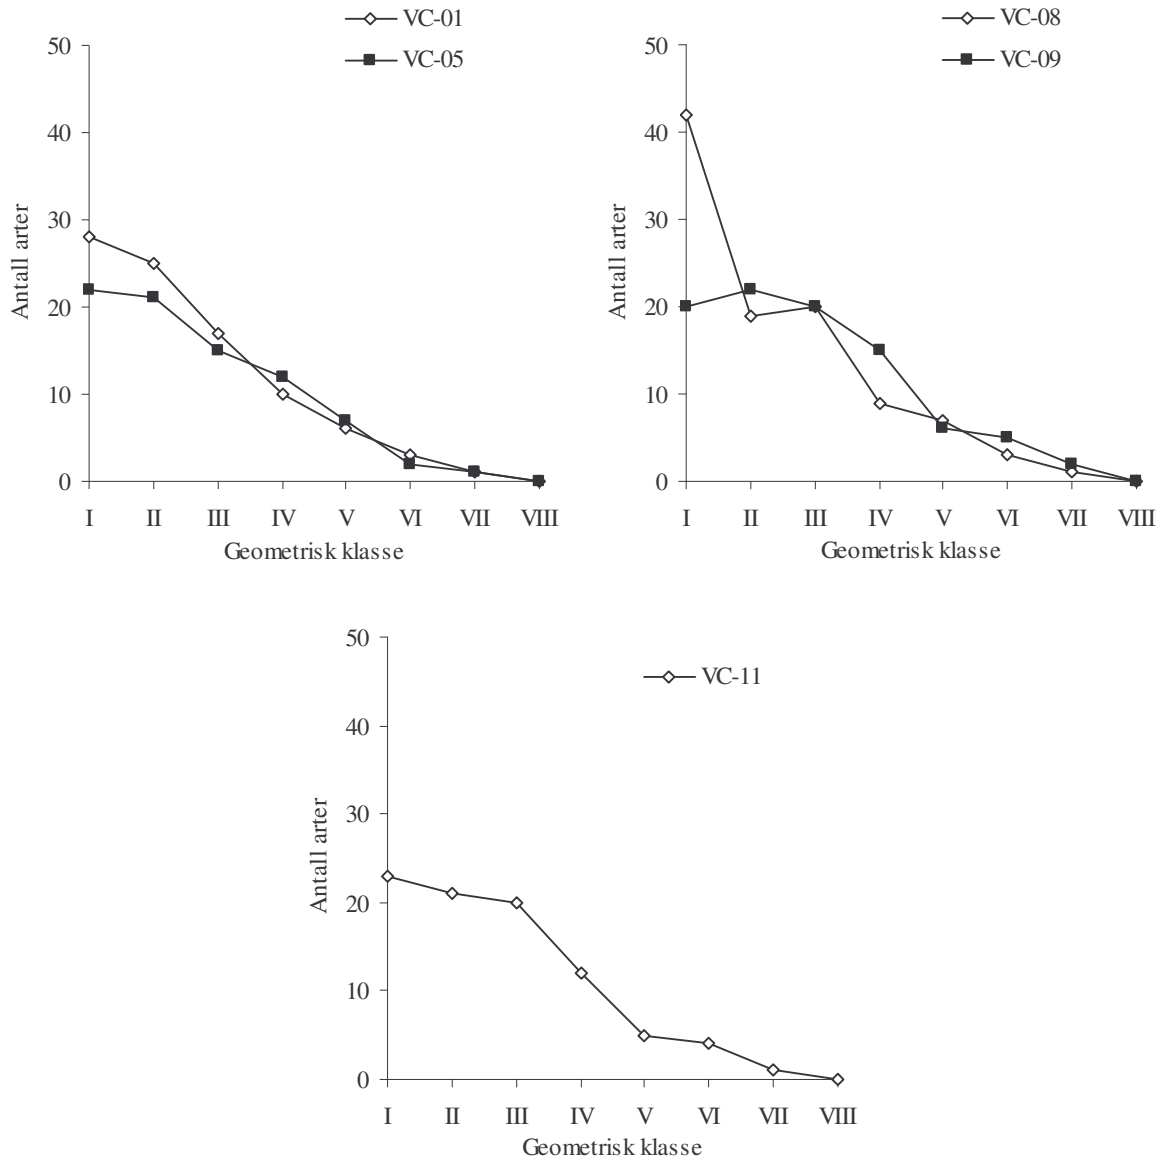 VC-01
VC-05
50
40
30
20
10
0
Antall arter
I II III IV V VI VII VIII
Geometrisk klasse
VC-08
VC-09
50
40
30
20
10
0
Antall arter
I II III IV V VI VII VIII
Geometrisk klasse
VC-11
50
40
30
20
10
0
Antall arter
I II III IV V VI VII VIII
Geometrisk klasse